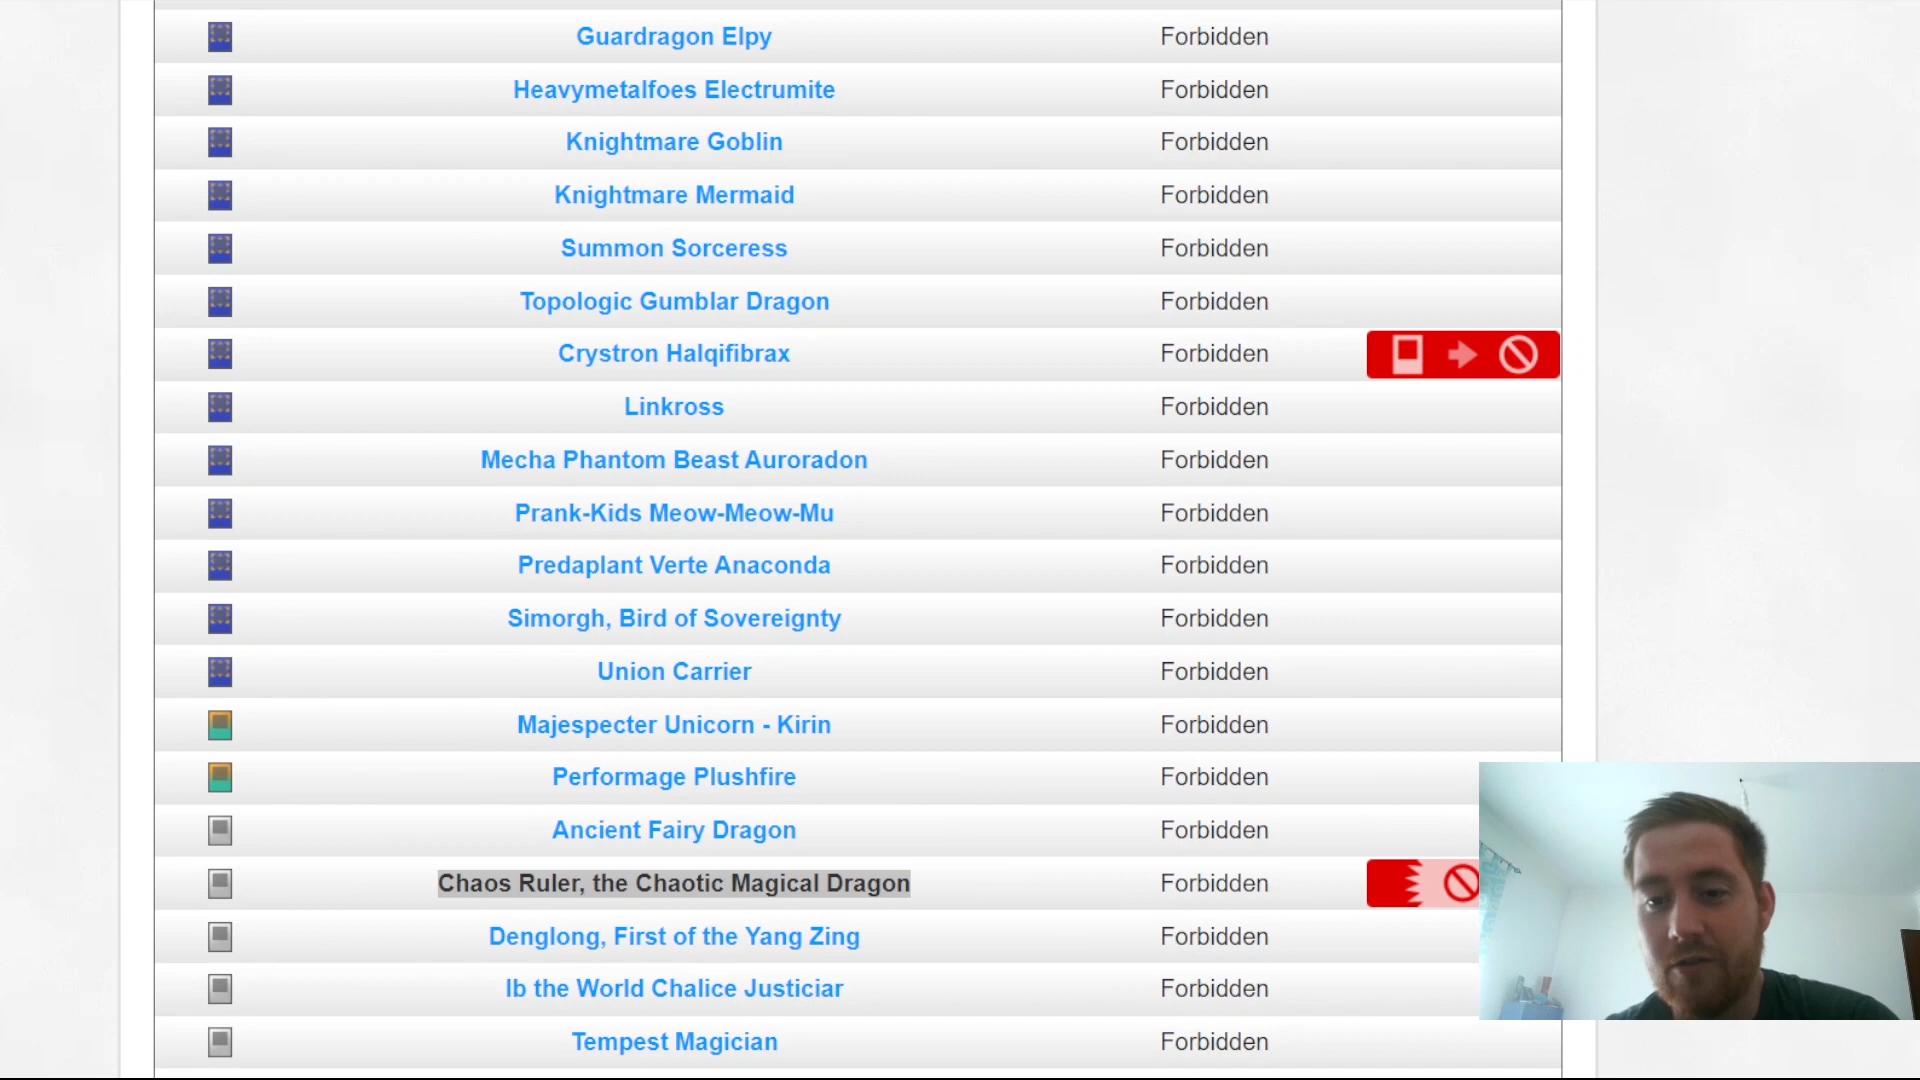 Guardragon Elpy Forbidden
Heavymetalfoes Electrumite Forbidden
Knightmare Goblin Forbidden
Knightmare Mermaid Forbidden
Summon Sorceress Forbidden
Topologic Gumblar Dragon Forbidden
Crystron Halqifibrax Forbidden
Linkross Forbidden
Mecha Phantom Beast Auroradon Forbidden
Prank-Kids Meow-Meow-Mu Forbidden
Predaplant Verte Anaconda Forbidden
Simorgh, Bird of Sovereignty Forbidden
Union Carrier Forbidden
Majespecter Unicorn - Kirin Forbidden
Performage Plushfire Forbidden
Ancient Fairy Dragon Forbidden
Chaos Ruler, the Chaotic Magical Dragon Forbidden
Denglong, First of the Yang Zing Forbidden
Ib the World Chalice Justiciar Forbidden
Tempest Magician Forbidden